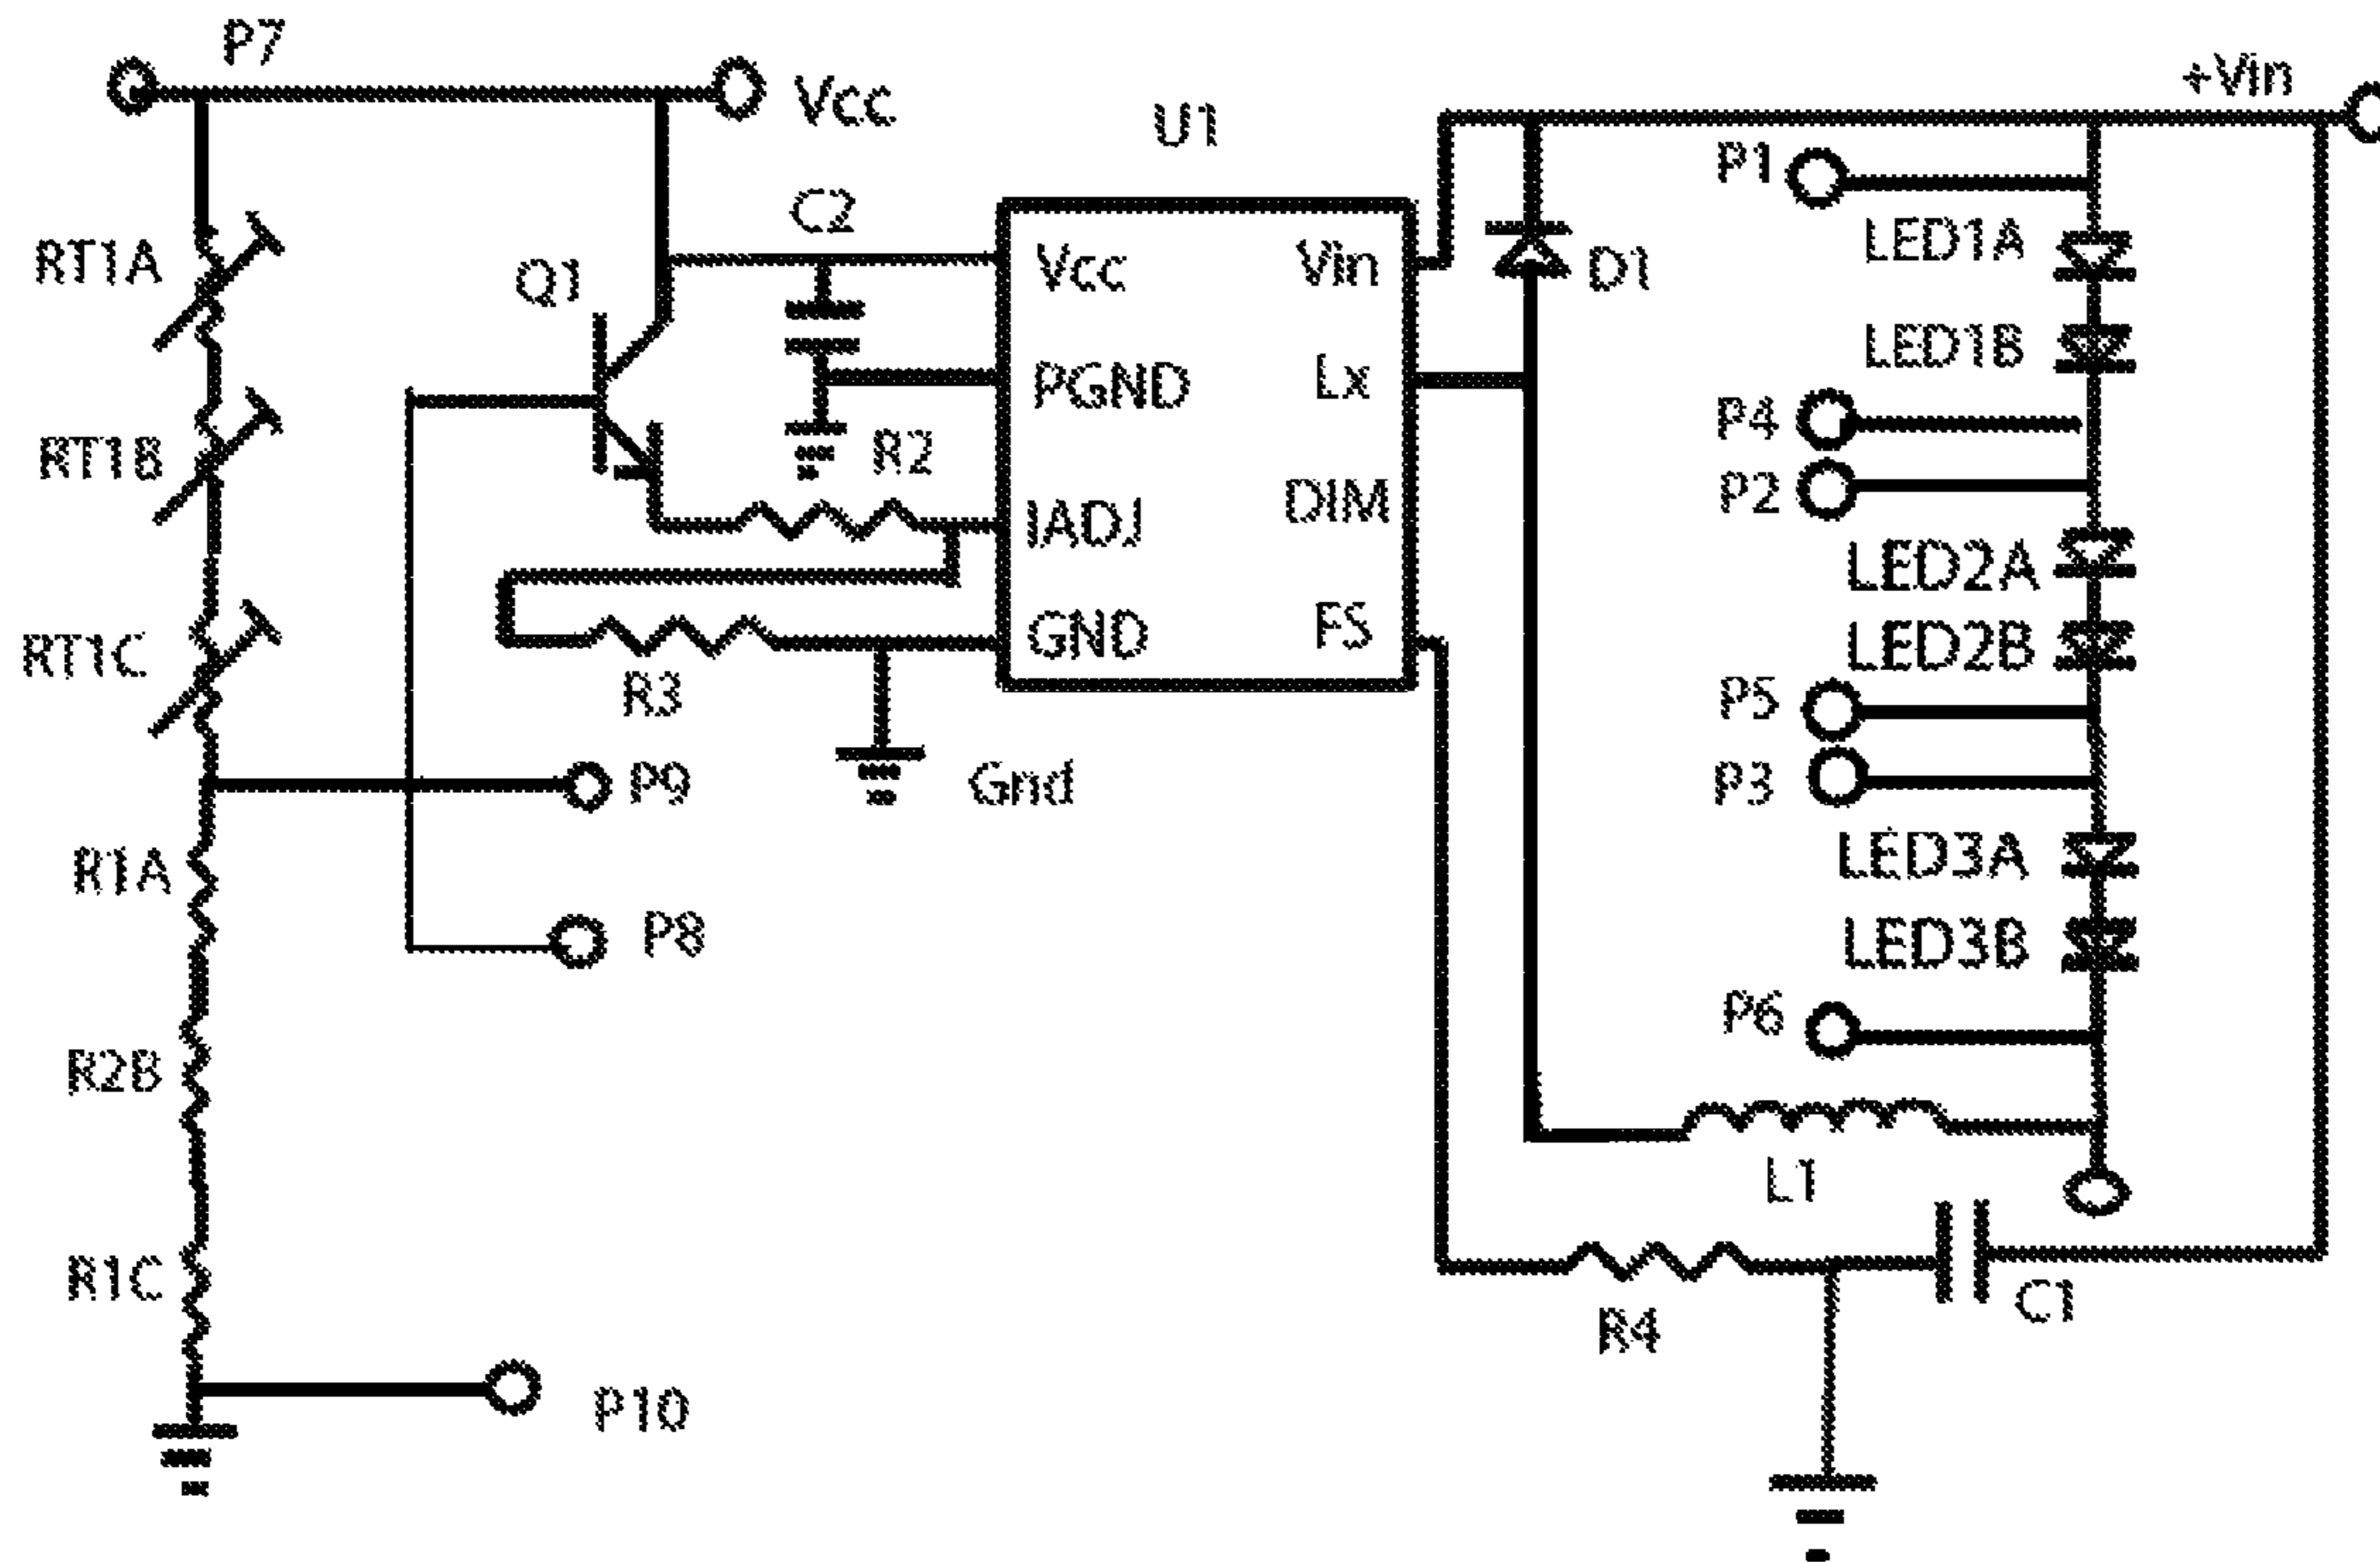 P7
Vcc
+Vin
U1
P1
C2
LED1A
RT1A
Q1
Vcc
Vin
D1
LED1B
PGND
Lx
P4
RT1B
R2
P2
IADJ
DIM
LED2A
GND
FS
LED2B
RT1C
R3
P5
P9
Gnd
P3
R1A
LED3A
P8
LED3B
P6
R2B
L1
R1C
C1
R4
P10